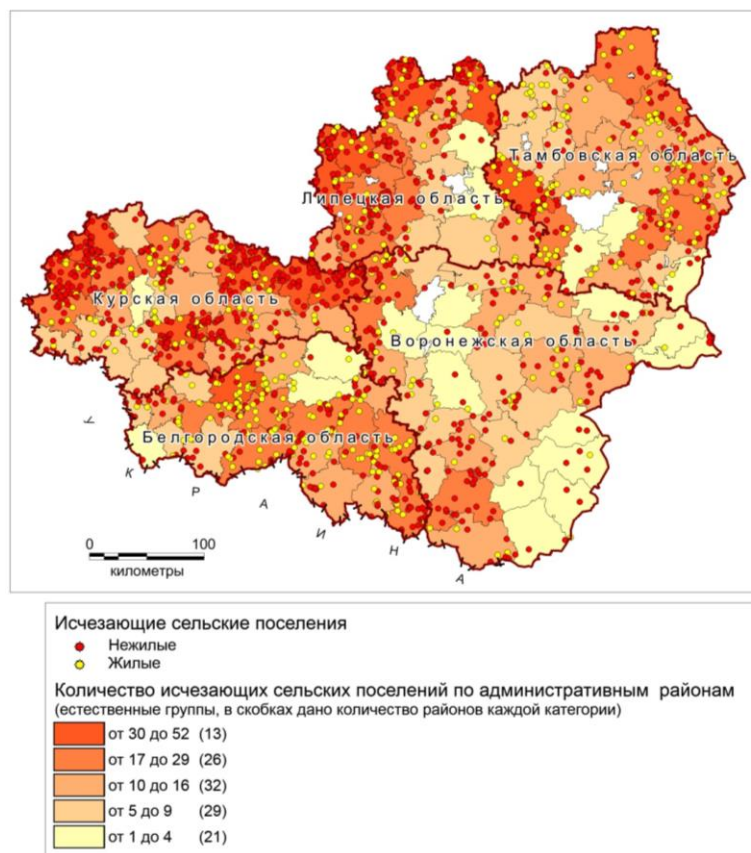 Тамбовская область
Липецкая область
Курская область
Воронежская область
Белгородская область
У К Р А И Н А
0 100
километры
Исчезающие сельские поселения
Нежилые
Жилые
Количество исчезающих сельских поселений по административным районам
(естественные группы, в скобках дано количество районов каждой категории)
от 30 до 52 (13)
от 17 до 29 (26)
от 10 до 16 (32)
от 5 до 9 (29)
от 1 до 4 (21)